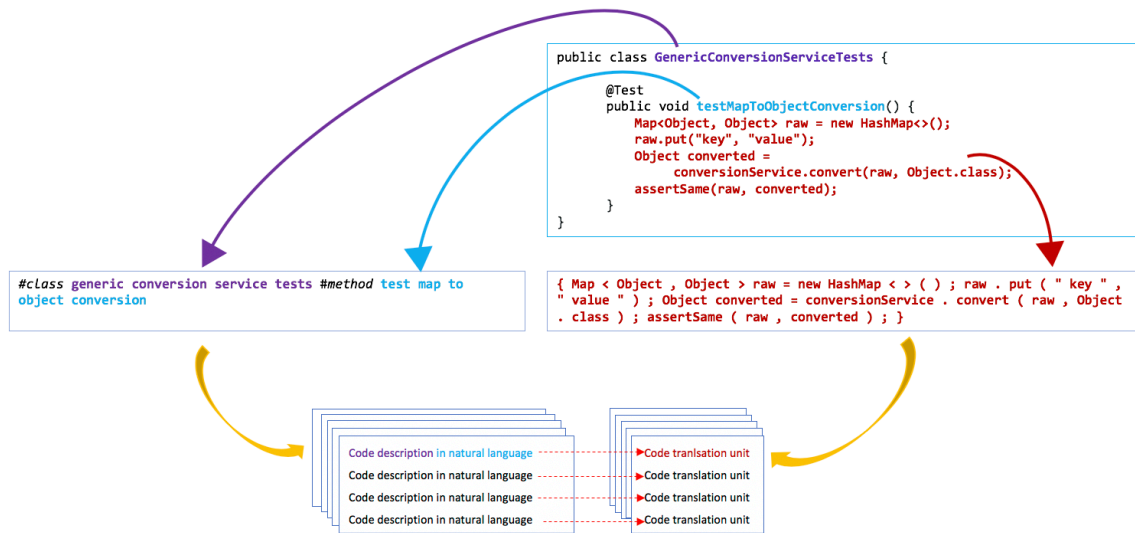 public class GenericConversionServiceTests {
@Test
public void testMapToObjectConversion() {
Map<Object, Object> raw = new HashMap<>();
raw.put("key", "value");
Object converted =
conversionService.convert(raw, Object.class);
assertSame(raw, converted);
}
}
#class generic conversion service tests #method test map to
object conversion
{ Map < Object , Object > raw = new HashMap < > ( ) ; raw . put ( " key " ,
" value " ) ; Object converted = conversionService . convert ( raw , Object
. class ) ; assertSame ( raw , converted ) ; }
Code description in natural language
Code tranlsation unit
Code description in natural language
Code translation unit
Code description in natural language
Code translation unit
Code description in natural language
Code translation unit